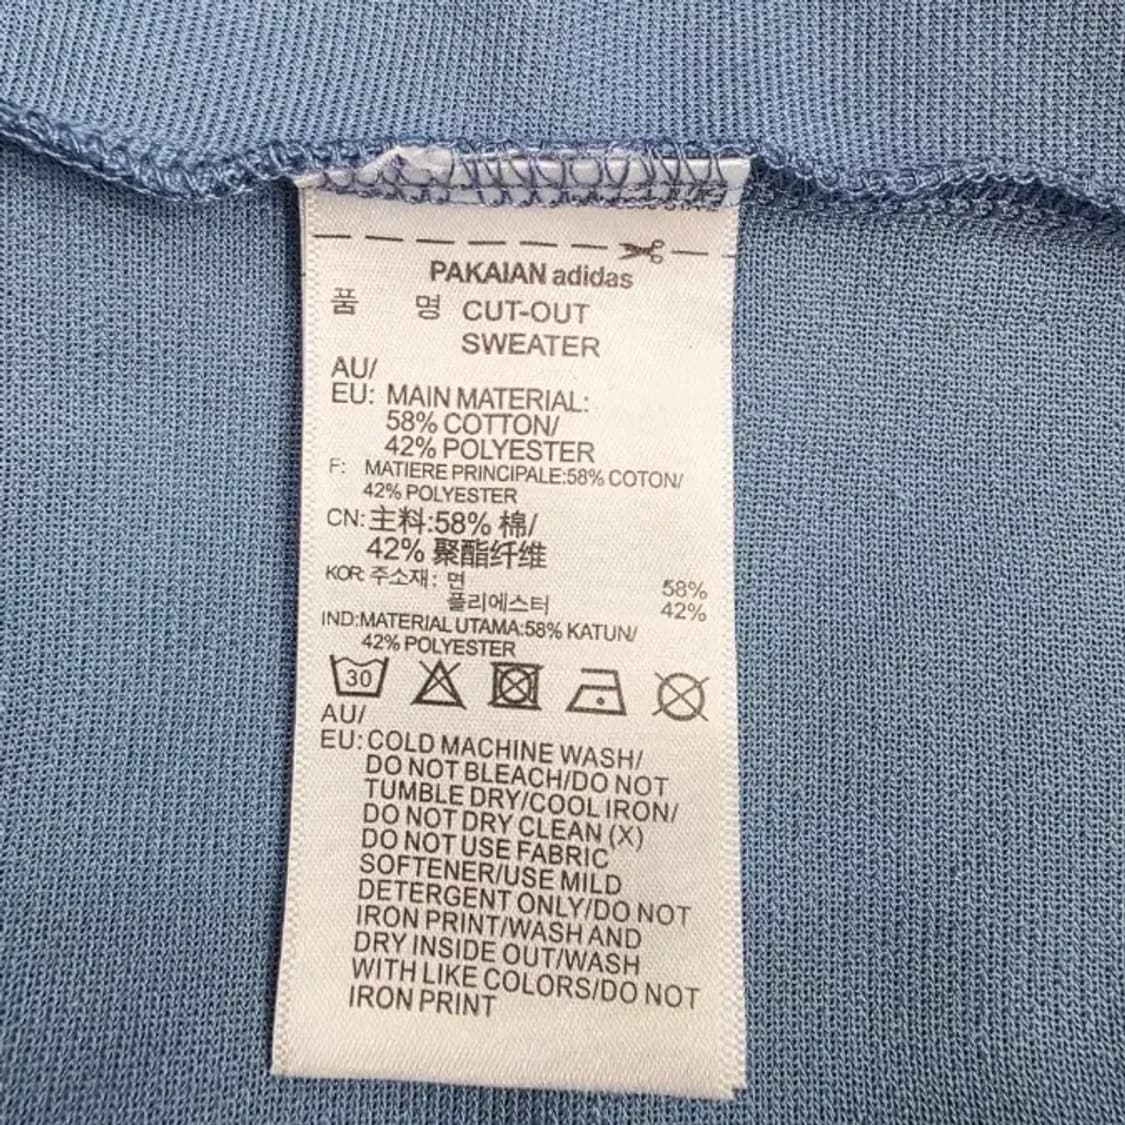 PAKAIAN adidas
품 명 CUT-OUT
SWEATER
AU/
EU: MAIN MATERIAL:
58% COTTON/
42% POLYESTER
F: MATIERE PRINCIPALE:58% COTON/
42% POLYESTER
CN:主料:58% 棉/
42% 聚酯纤维
KOR: 주소재: 면 58%
폴리에스터 42%
IND:MATERIAL UTAMA:58% KATUN/
42% POLYESTER
30
AU/
EU:COLD MACHINE WASH/
DO NOT BLEACH/DO NOT
TUMBLE DRY/COOL IRON/
DO NOT DRY CLEAN (X)
DO NOT USE FABRIC
SOFTENER/USE MILD
DETERGENT ONLY/DO NOT
IRON PRINT/WASH AND
DRY INSIDE OUT/WASH
WITH LIKE COLORS/DO NOT
IRON PRINT